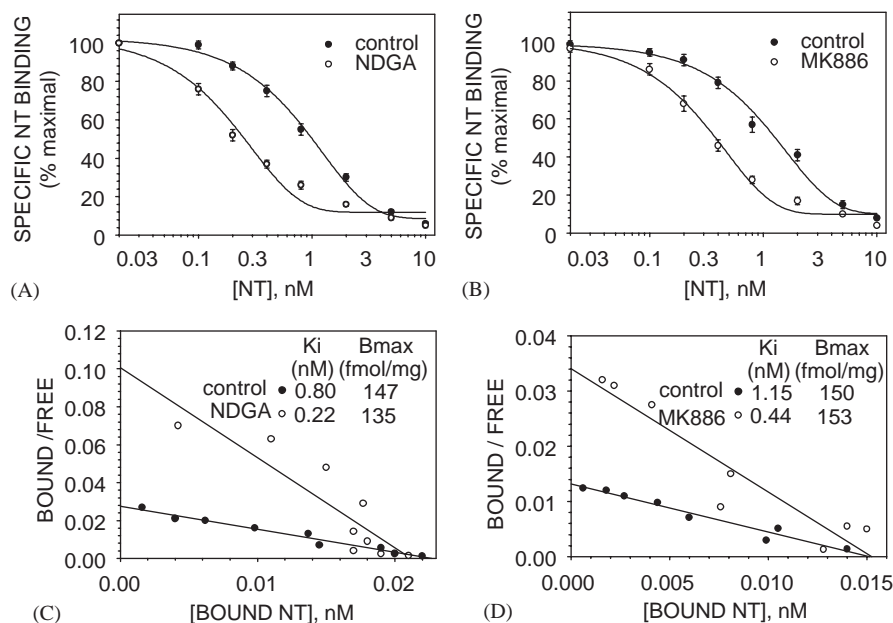 SPECIFIC NT BINDING
(% maximal)
100
80
60
40
20
0
control
NDGA
0.03 0.1 0.3 1 3 10
[NT], nM
(A)
SPECIFIC NT BINDING
(% maximal)
100
80
60
40
20
0
control
MK886
0.03 0.1 0.3 1 3 10
[NT], nM
(B)
BOUND /FREE
0.12
0.10
0.08
0.06
0.04
0.02
0.00
Ki Bmax
(nM) (fmol/mg)
control 0.80 147
NDGA 0.22 135
0.00 0.01 0.02
[BOUND NT], nM
(C)
BOUND / FREE
0.04
0.03
0.02
0.01
0.00
Ki Bmax
(nM) (fmol/mg)
control 1.15 150
MK886 0.44 153
0.000 0.005 0.010 0.015
[BOUND NT], nM
(D)